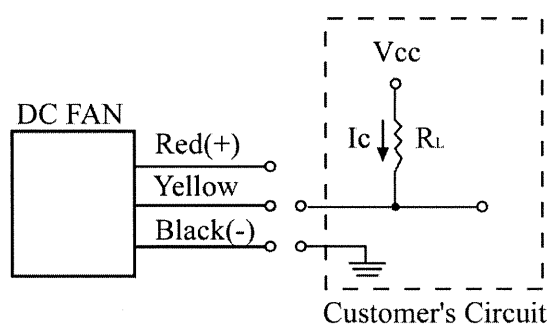 Vcc
DC FAN
Red(+)
Ic
RL
Yellow
Black(-)
Customer's Circuit